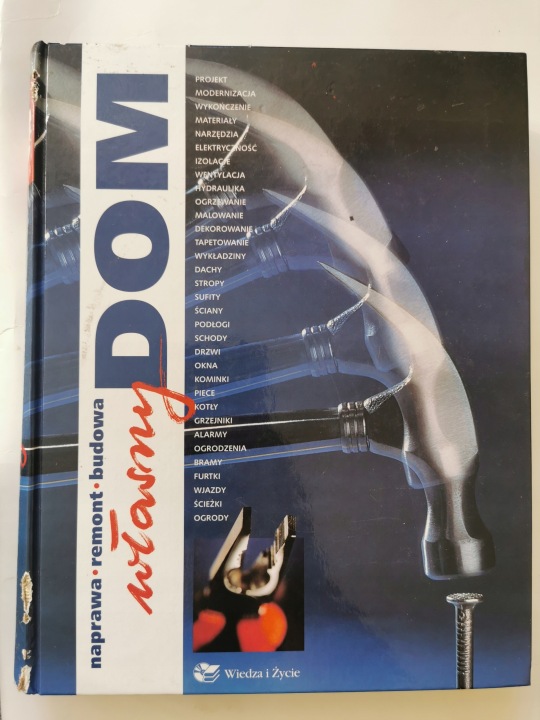 naprawa • remont • budowa
własny
DOM
PROJEKT
MODERNIZACJA
WYKOŃCZENIE
MATERIAŁY
NARZĘDZIA
ELEKTRYCZNOŚĆ
IZOLACJE
WENTYLACJA
HYDRAULIKA
OGRZEWANIE
MALOWANIE
DEKOROWANIE
TAPETOWANIE
WYKŁADZINY
DACHY
STROPY
SUFITY
ŚCIANY
PODŁOGI
SCHODY
DRZWI
OKNA
KOMINKI
PIECE
KOTŁY
GRZEJNIKI
ALARMY
OGRODZENIA
BRAMY
FURTKI
WJAZDY
ŚCIEŻKI
OGRODY
Wiedza i Życie